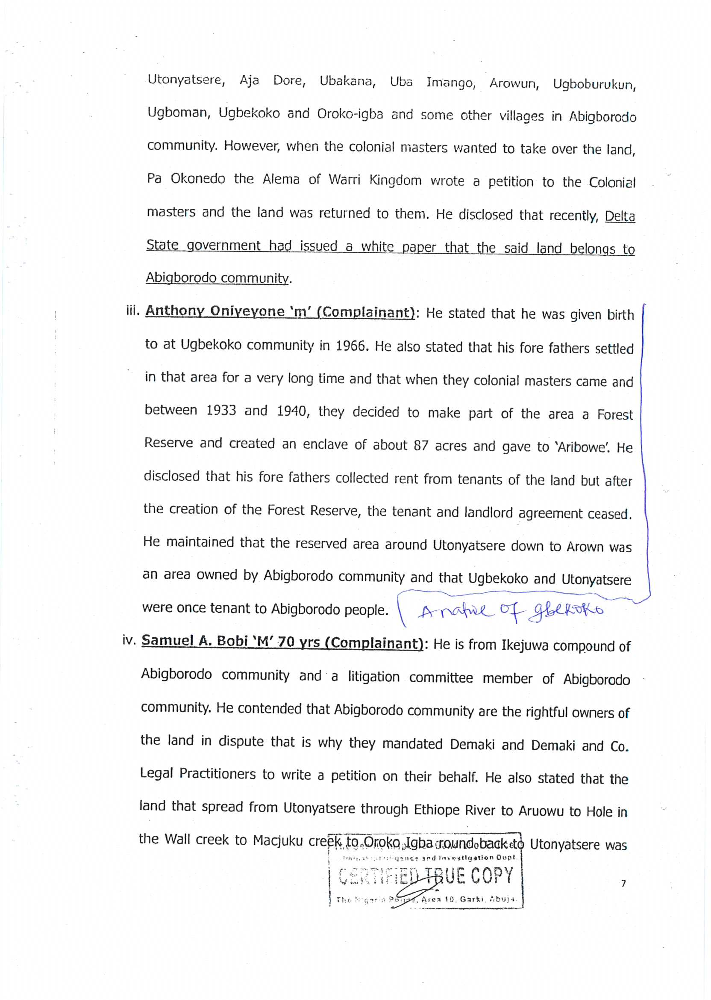 Utonyatsere, Aja Dore, Ubakana, Uba Imango, Arowun, Ugboburukun,
Ugboman, Ugbekoko and Oroko-igba and some other villages in Abigborodo
community. However, when the colonial masters wanted to take over the land,
Pa Okonedo the Alema of Warri Kingdom wrote a petition to the Colonial
masters and the land was returned to them. He disclosed that recently, Delta
State government had issued a white paper that the said land belongs to
Abigborodo community.
iii. Anthony Oniyeyone ‘m’ (Complainant): He stated that he was given birth
to at Ugbekoko community in 1966. He also stated that his fore fathers settled
in that area for a very long time and that when they colonial masters came and
between 1933 and 1940, they decided to make part of the area a Forest
Reserve and created an enclave of about 87 acres and gave to ‘Aribowe’. He
disclosed that his fore fathers collected rent from tenants of the land but after
the creation of the Forest Reserve, the tenant and landlord agreement ceased.
He maintained that the reserved area around Utonyatsere down to Arown was
an area owned by Abigborodo community and that Ugbekoko and Utonyatsere
were once tenant to Abigborodo people. A native of gbekoko
iv. Samuel A. Bobi ‘M’ 70 yrs (Complainant): He is from Ikejuwa compound of
Abigborodo community and a litigation committee member of Abigborodo
community. He contended that Abigborodo community are the rightful owners of
the land in dispute that is why they mandated Demaki and Demaki and Co.
Legal Practitioners to write a petition on their behalf. He also stated that the
land that spread from Utonyatsere through Ethiope River to Aruowu to Hole in
the Wall creek to Macjuku creek to Oroko Igba round back to Utonyatsere was
and Investigation Dept.
CERTIFIED TRUE COPY
The Nigeria Police, Area 10, Garki, Abuja.
7